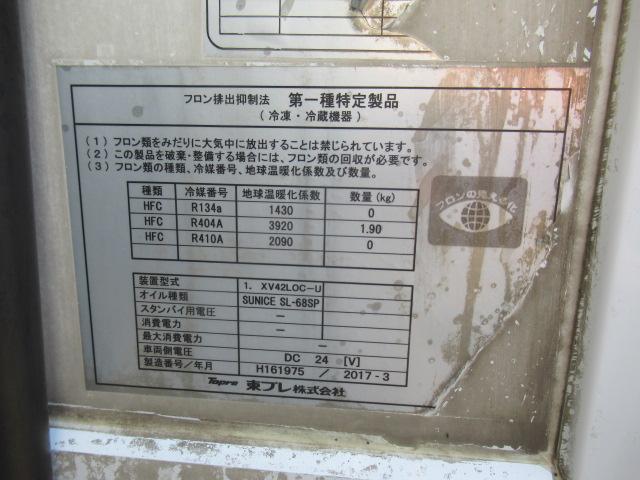 フロン排出抑制法 第一種特定製品
（冷凍・冷蔵機器）
(1) フロン類をみだりに大気中に放出することは禁じられています。
(2) この製品を破棄・整備する場合には、フロン類の回収が必要です。
(3) フロン類の種類、冷媒番号、地球温暖化係数及び数量。
種類 冷媒番号 地球温暖化係数 数量(kg)
HFC R134a 1430 0
HFC R404A 3920 1.90
HFC R410A 2090 0
フロンの見える化
装置型式 1. XV42LOC-U
オイル種類 SUNICE SL-68SP
スタンバイ用電圧 －
消費電力 －
最大消費電力 －
車両側電圧 DC 24 [V]
製造番号／年月 H161975 ／ 2017-3
Topre 東プレ株式会社